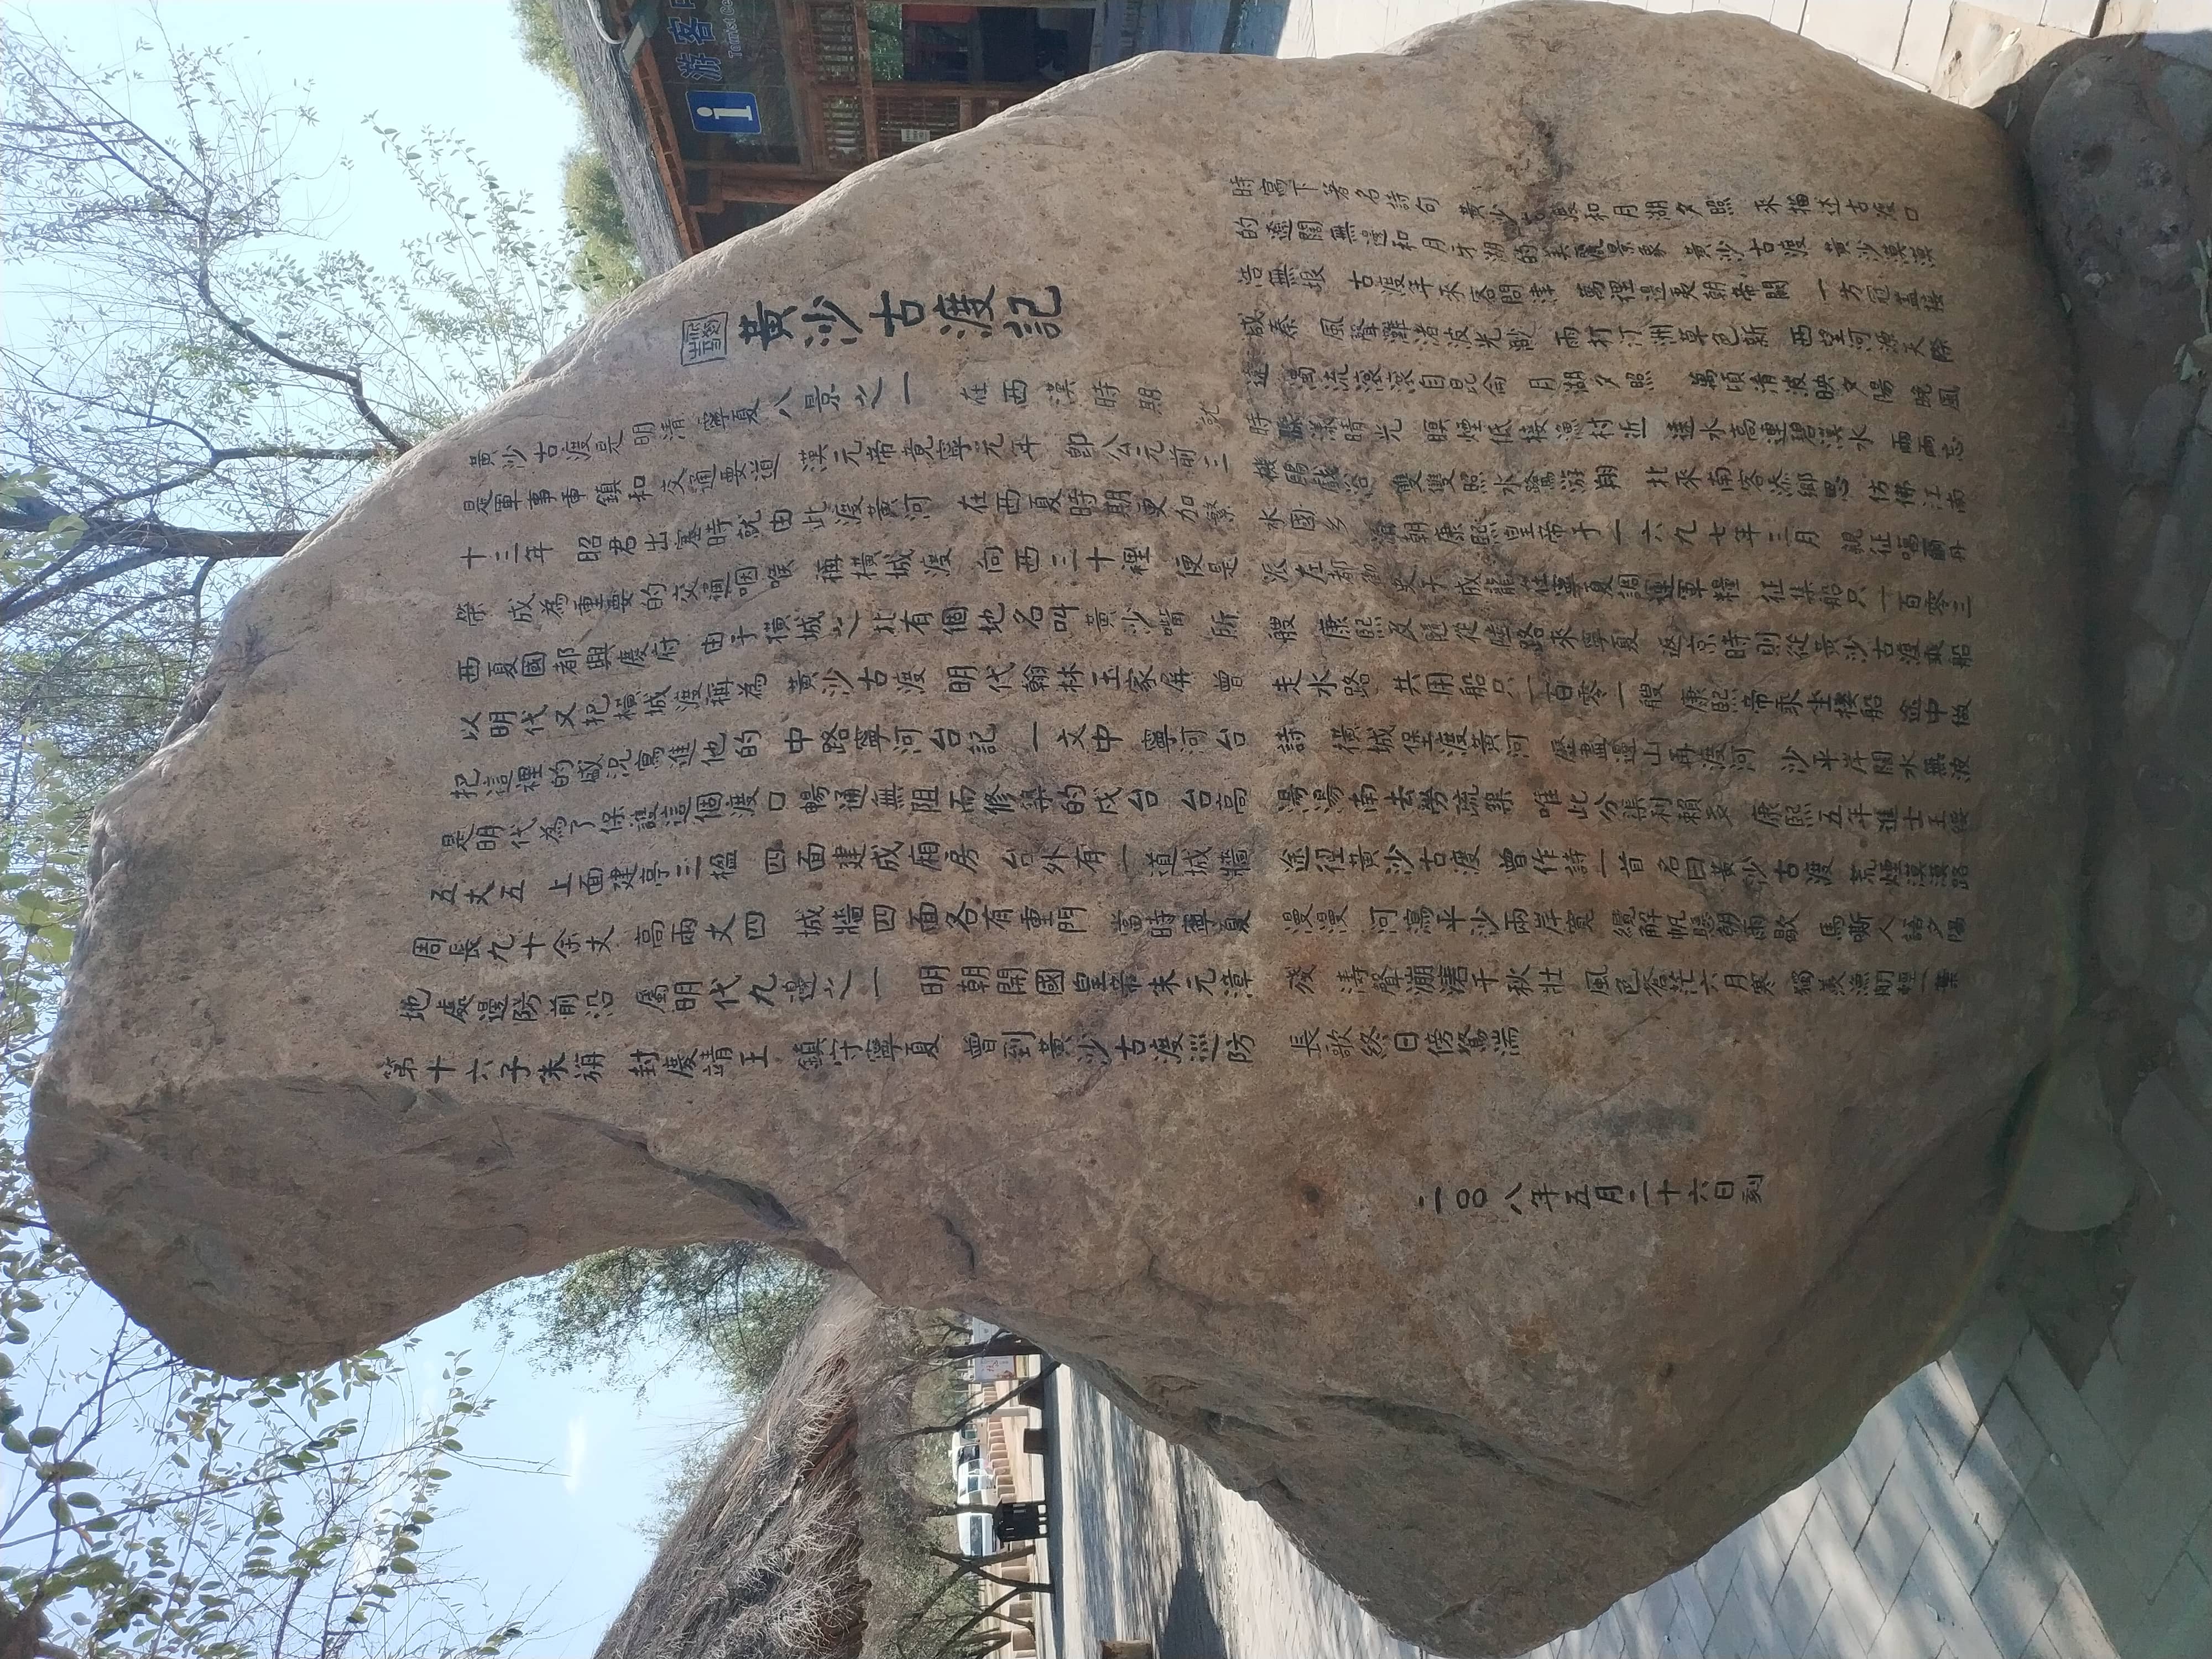 黃沙古渡記
黃沙古渡是明清 寧夏八景之一 在西漢時期 就
是軍事重鎮和交通要道 漢元帝竟寧元年 即公元前三
十三年 昭君出塞時就由此渡黃河 在西夏時期更加繁
榮 成為重要的交通咽喉 稱橫城渡 向西三十裡 便是
西夏國都興慶府 由于橫城之北有個地名叫黃沙嘴 所
以明代又把橫城渡稱為 黃沙古渡 明代翰林王家屏 曾
把這裡的盛況寫進他的 中路寧河台記 一文中 寧河台
是明代為了保護這個渡口暢通無阻而修築的戍台 台高
五丈五 上面建亭三楹 四面建成廂房 台外有一道城牆
周長九十余丈 高兩丈四 城牆四面各有重門 當時寧夏
地處邊防前沿 屬明代九邊之一 明朝開國皇帝朱元漳
第十六子朱旃 封慶靖王 鎮守寧夏 曾到黃沙古渡巡防
時寫下著名詩句 黃沙古渡和月湖夕照 來描述古渡口
的遼闊無邊和月牙湖的美麗景象 黃沙古渡 黃沙漠漠
浩無垠 古渡年來客問津 萬裡邊夷朝帝闕 一方冠蓋接
咸秦 風聲灘渚波光渺 雨打汀洲草色新 西望河源天際
遠 濁流滾滾自昆侖 月湖夕照 萬頃清波映夕陽 晚風
時驟漾晴光 暝煙低接漁村近 遠水高連碧漢水 兩兩忘
機鷗戲浴 雙雙照水鷺游翔 北來南客添鄉思 仿佛江南
水國乡 清朝康熙皇帝于一六九七年三月 親征噶爾丹
派左都御史于成龍在寧夏調運軍糧 征集船只一百零三
艘 康熙及隨從陸路來寧夏 返京時則從黃沙古渡乘船
走水路 共用船只一百零一艘 康熙帝乘坐樓船 途中做
詩 橫城堡渡黃河 歷盡邊山再渡河 沙平岸闊水無波
湯湯南去勞疏築 唯此分渠利賴多 康熙五年進士王綏
途徑黃沙古渡 曾作詩一首 名曰黃沙古渡 荒煙漠漠路
漫漫 河瀉平沙兩岸寬 纜解帆懸朝雨歇 馬嘶人語夕陽
殘 濤聲澎湃千秋壯 風色蒼茫六月寒 獨羨漁舠輕一葉
長歌終日傍驚湍
二〇〇八年五月二十六日刻
i 游客
Tourist